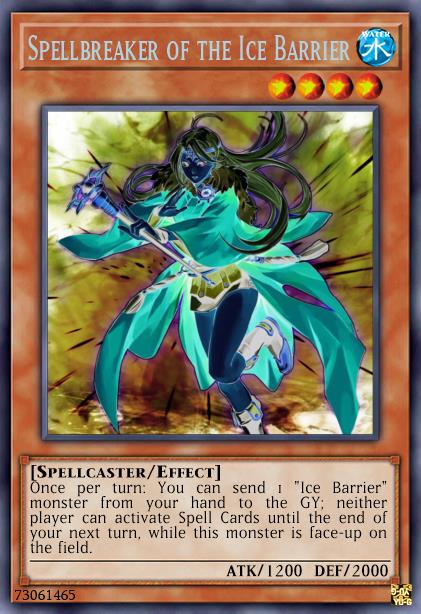 Spellbreaker of the Ice Barrier
WATER
水
[Spellcaster/Effect]
Once per turn: You can send 1 "Ice Barrier"
monster from your hand to the GY; neither
player can activate Spell Cards until the end of
your next turn, while this monster is face-up on
the field.
ATK/1200 DEF/2000
73061465